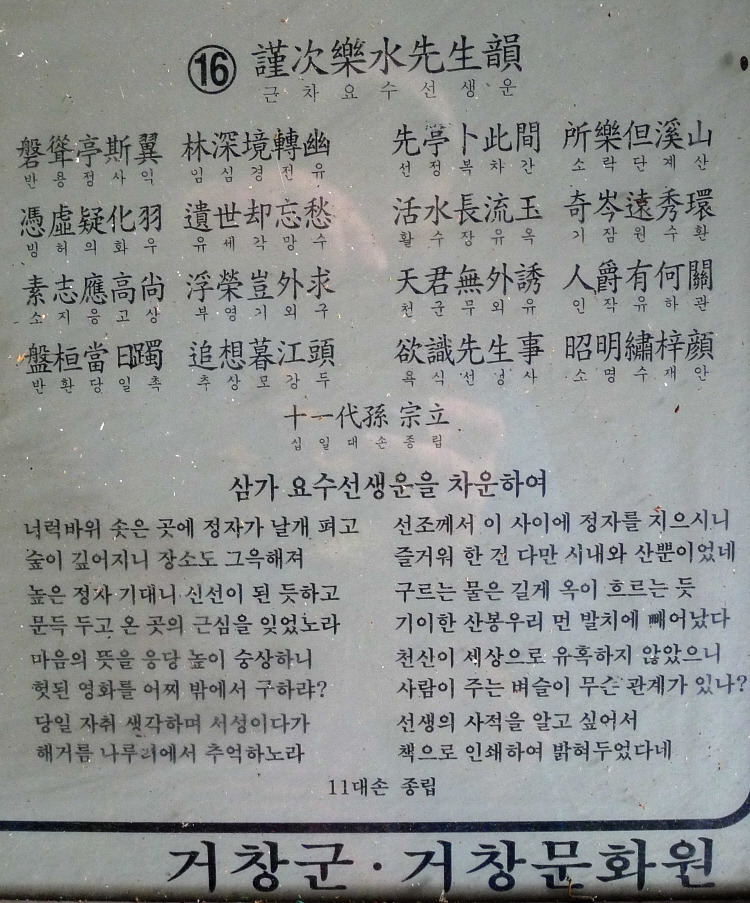 ⑯ 謹次樂水先生韻
근차요수선생운
磐聳亭斯翼 林深境轉幽
반용정사익 임심경전유
憑虛疑化羽 遺世却忘愁
빙허의화우 유세각망수
素志應高尙 浮榮豈外求
소지응고상 부영기외구
盤桓當日躅 追想暮江頭
반환당일촉 추상모강두
先亭卜此間 所樂但溪山
선정복차간 소락단계산
活水長流玉 奇岑遠秀環
활수장유옥 기잠원수환
天君無外誘 人爵有何關
천군무외유 인작유하관
欲識先生事 昭明繡梓顔
욕식선성사 소명수재안
十一代孫 宗立
십일대손종립
삼가 요수선생운을 차운하여
너럭바위 솟은 곳에 정자가 날개 펴고
숲이 깊어지니 장소도 그윽해져
높은 정사 기대니 신선이 된 듯하고
문득 두고 온 곳의 근심을 잊었노라
마음의 뜻을 응당 높이 숭상하니
헛된 영화를 어찌 밖에서 구하랴?
당일 자취 생각하며 서성이다가
해거름 나루터에서 추억하노라
선조께서 이 사이에 정자를 지으시니
즐거워 한 건 다만 시내와 산뿐이었네
구르는 물은 길게 옥이 흐르는 듯
기이한 산봉우리 먼 발치에 빼어났다
천신이 세상으로 유혹하지 않았으니
사람이 주는 벼슬이 무슨 관계가 있나?
선생의 사적을 알고 싶어서
책으로 인쇄하여 밝혀두었다네
11대손 종립
거창군·거창문화원